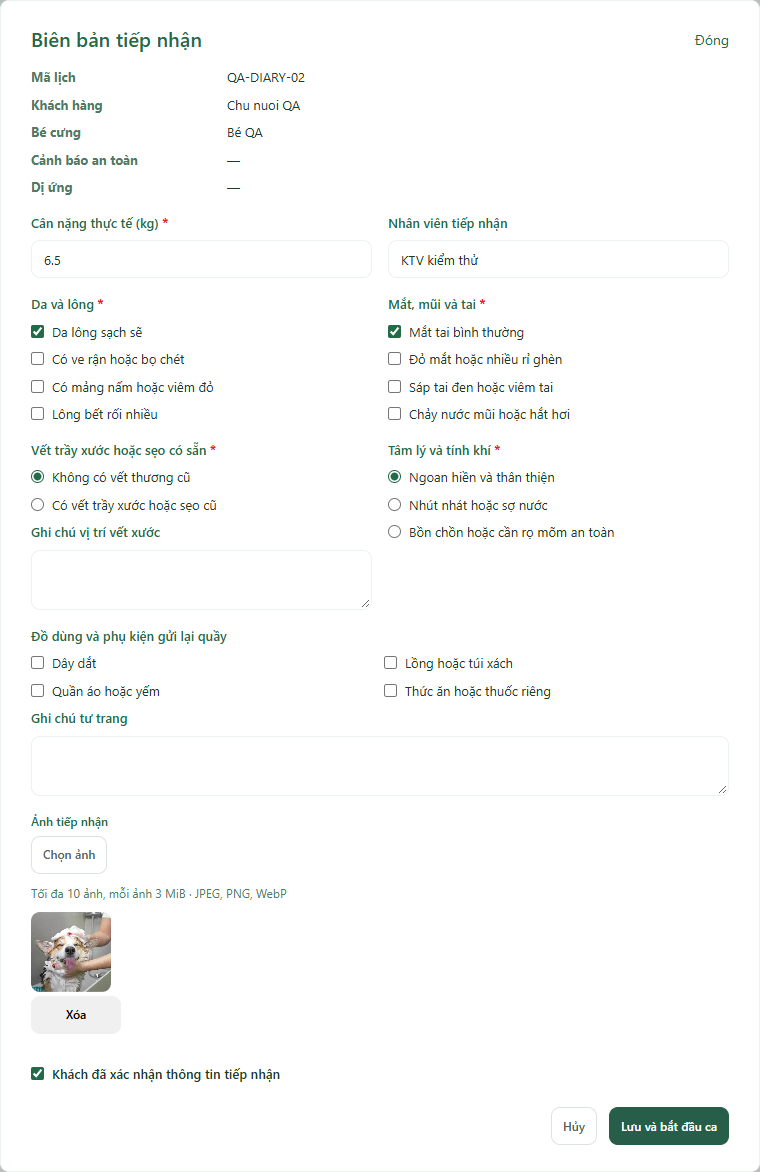 Biên bản tiếp nhận
Đóng
Mã lịch QA-DIARY-02
Khách hàng Chu nuoi QA
Bé cưng Bé QA
Cảnh báo an toàn —
Dị ứng —
Cân nặng thực tế (kg) *
6.5
Nhân viên tiếp nhận
KTV kiểm thử
Da và lông *
Da lông sạch sẽ
Có ve rận hoặc bọ chét
Có mảng nấm hoặc viêm đỏ
Lông bết rối nhiều
Mắt, mũi và tai *
Mắt tai bình thường
Đỏ mắt hoặc nhiều rỉ ghèn
Sáp tai đen hoặc viêm tai
Chảy nước mũi hoặc hắt hơi
Vết trầy xước hoặc sẹo có sẵn *
Không có vết thương cũ
Có vết trầy xước hoặc sẹo cũ
Ghi chú vị trí vết xước
Tâm lý và tính khí *
Ngoan hiền và thân thiện
Nhút nhát hoặc sợ nước
Bồn chồn hoặc cần rọ mõm an toàn
Đồ dùng và phụ kiện gửi lại quầy
Dây dắt
Lồng hoặc túi xách
Quần áo hoặc yếm
Thức ăn hoặc thuốc riêng
Ghi chú tư trang
Ảnh tiếp nhận
Chọn ảnh
Tối đa 10 ảnh, mỗi ảnh 3 MiB · JPEG, PNG, WebP
Xóa
Khách đã xác nhận thông tin tiếp nhận
Hủy
Lưu và bắt đầu ca